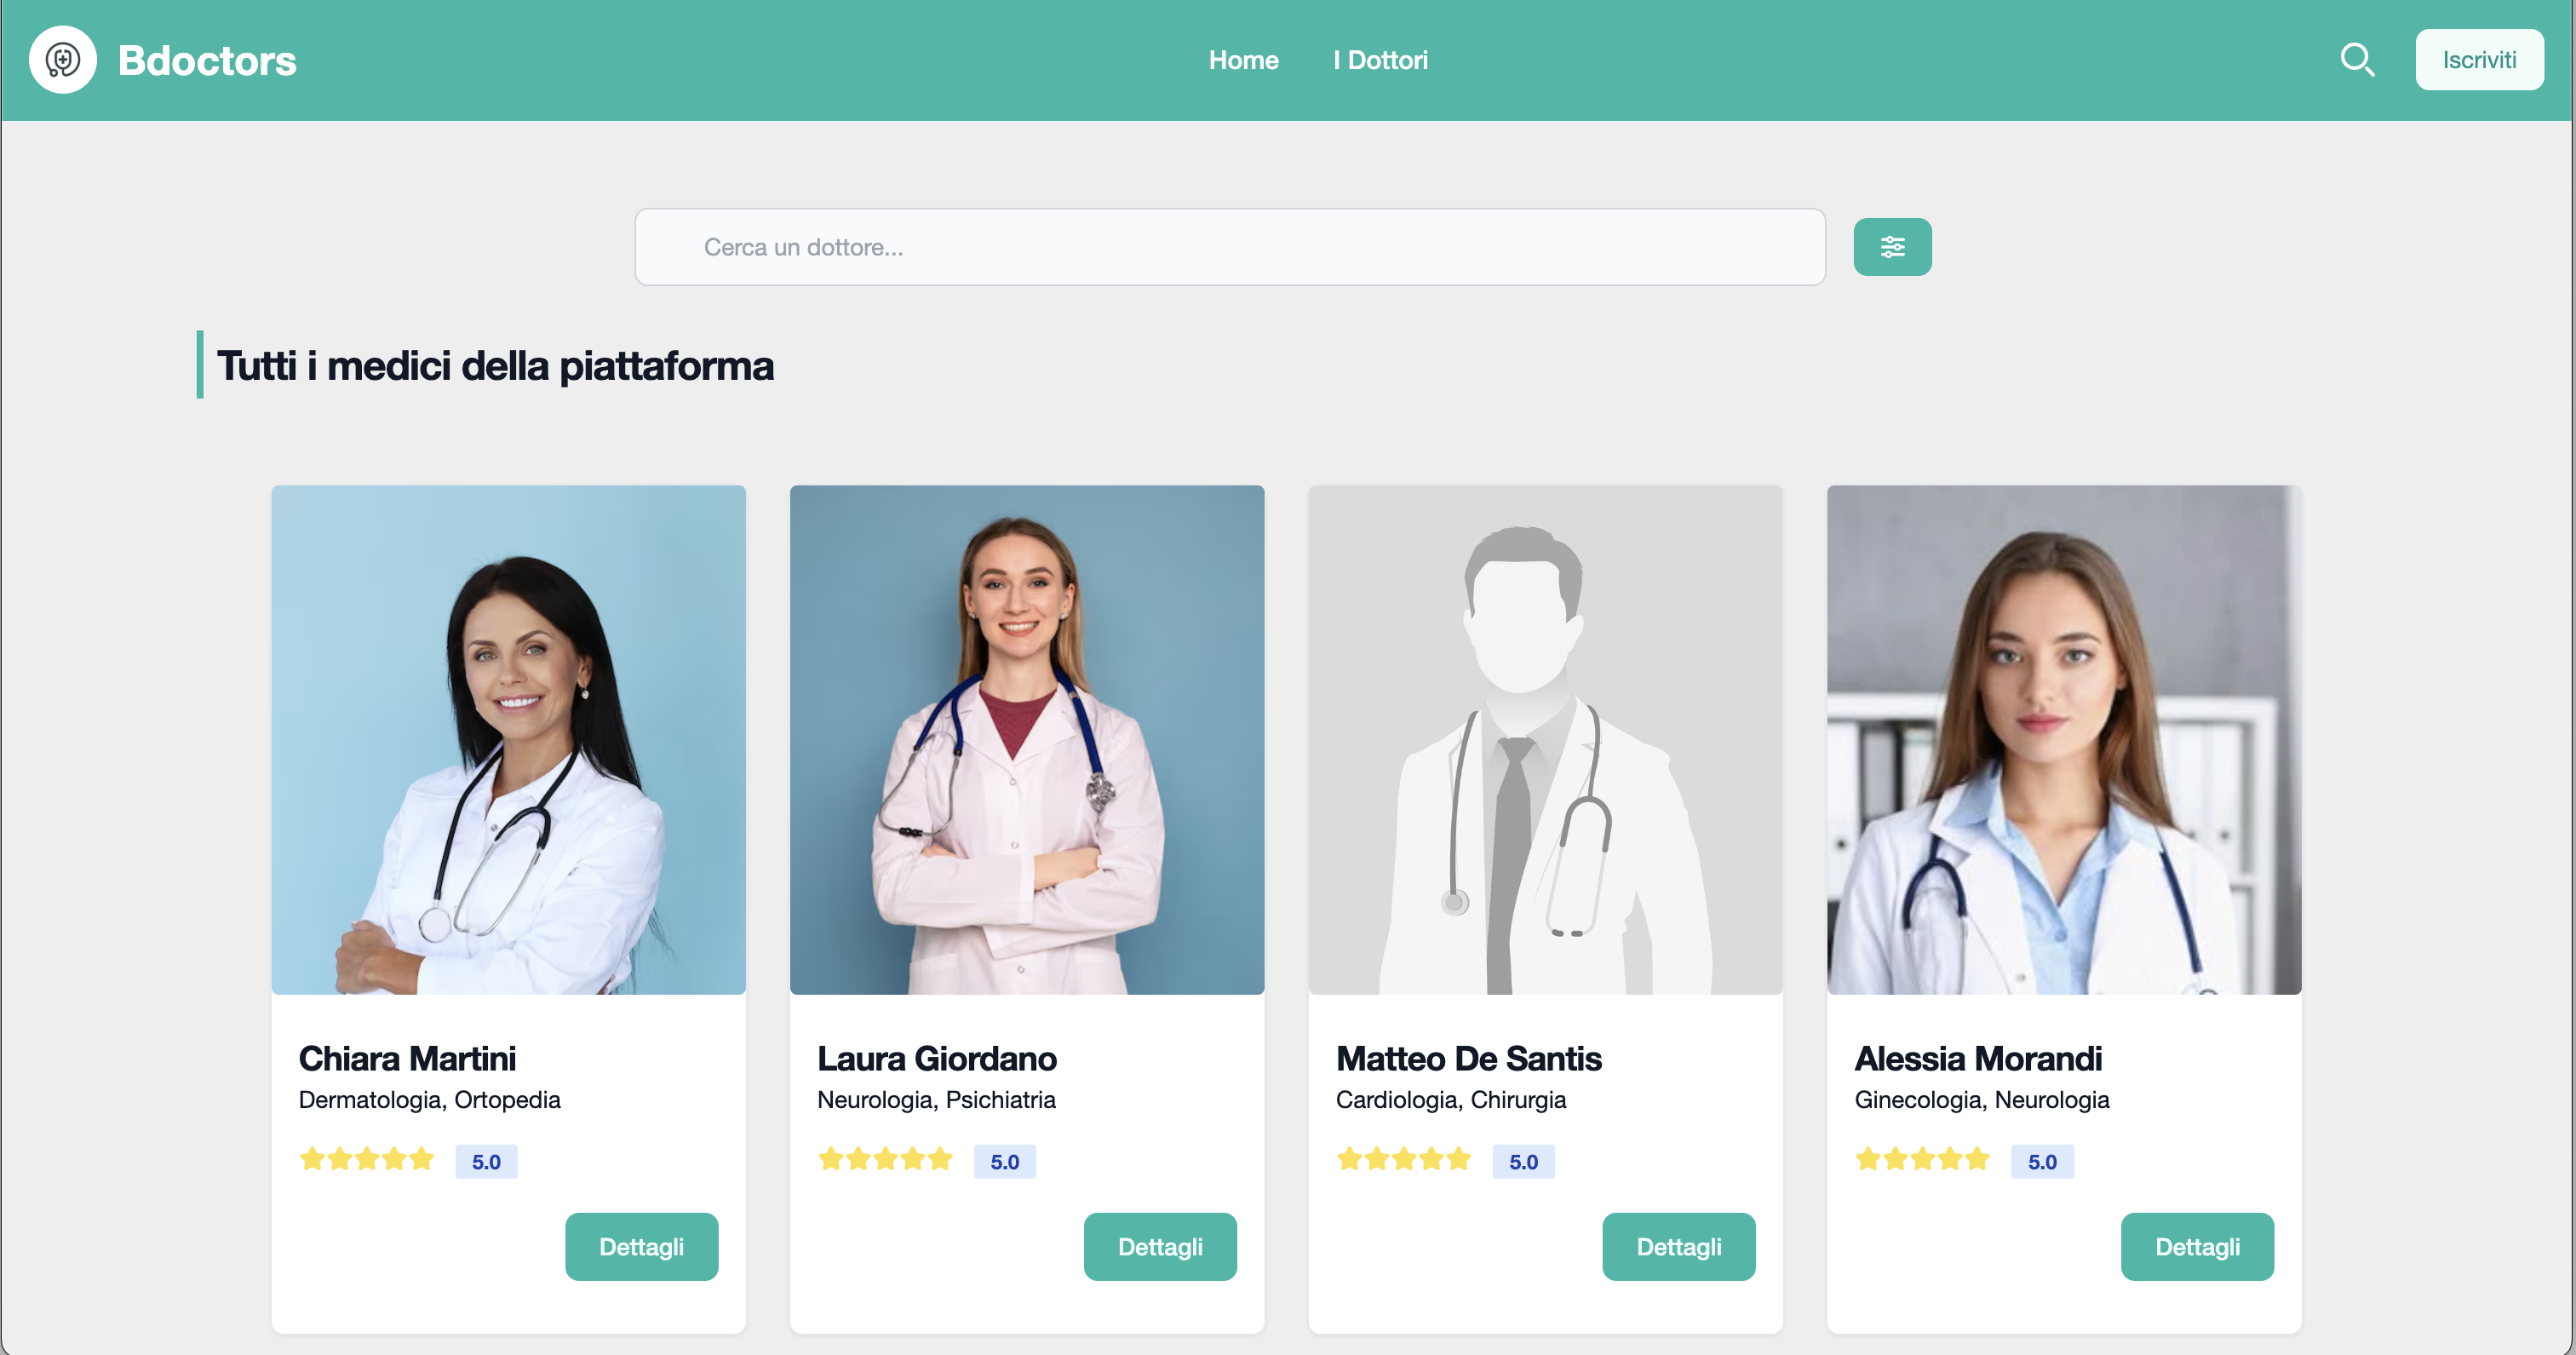 Bdoctors
Home
I Dottori
Iscriviti
Cerca un dottore...
Tutti i medici della piattaforma
Chiara Martini
Dermatologia, Ortopedia
5.0
Dettagli
Laura Giordano
Neurologia, Psichiatria
5.0
Dettagli
Matteo De Santis
Cardiologia, Chirurgia
5.0
Dettagli
Alessia Morandi
Ginecologia, Neurologia
5.0
Dettagli